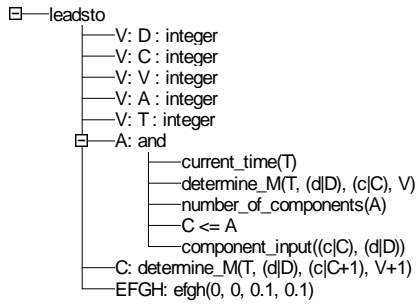 leadsto
V: D : integer
V: C : integer
V: V : integer
V: A : integer
V: T : integer
A: and
current_time(T)
determine_M(T, (d|D), (c|C), V)
number_of_components(A)
C <= A
component_input((c|C), (d|D))
C: determine_M(T, (d|D), (c|C+1), V+1)
EFGH: efgh(0, 0, 0.1, 0.1)